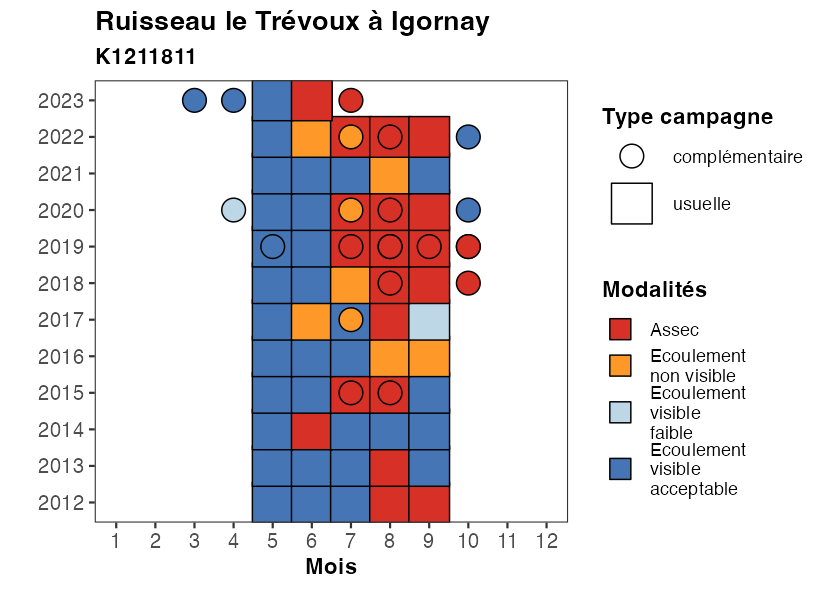 Ruisseau le Trévoux à Igornay
K1211811
2023
2022
2021
2020
2019
2018
2017
2016
2015
2014
2013
2012
1 2 3 4 5 6 7 8 9 10 11 12
Mois
Type campagne
complémentaire
usuelle
Modalités
Assec
Ecoulement
non visible
Ecoulement
visible
faible
Ecoulement
visible
acceptable